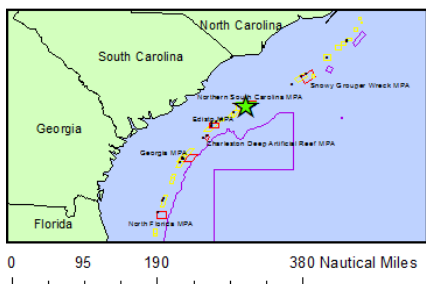 North Carolina
South Carolina
Snowy Grouper Wreck MPA
Northern South Carolina MPA
Edisto MPA
Georgia
Charleston Deep Artificial Reef MPA
Georgia MPA
Florida
North Florida MPA
0 95 190 380 Nautical Miles